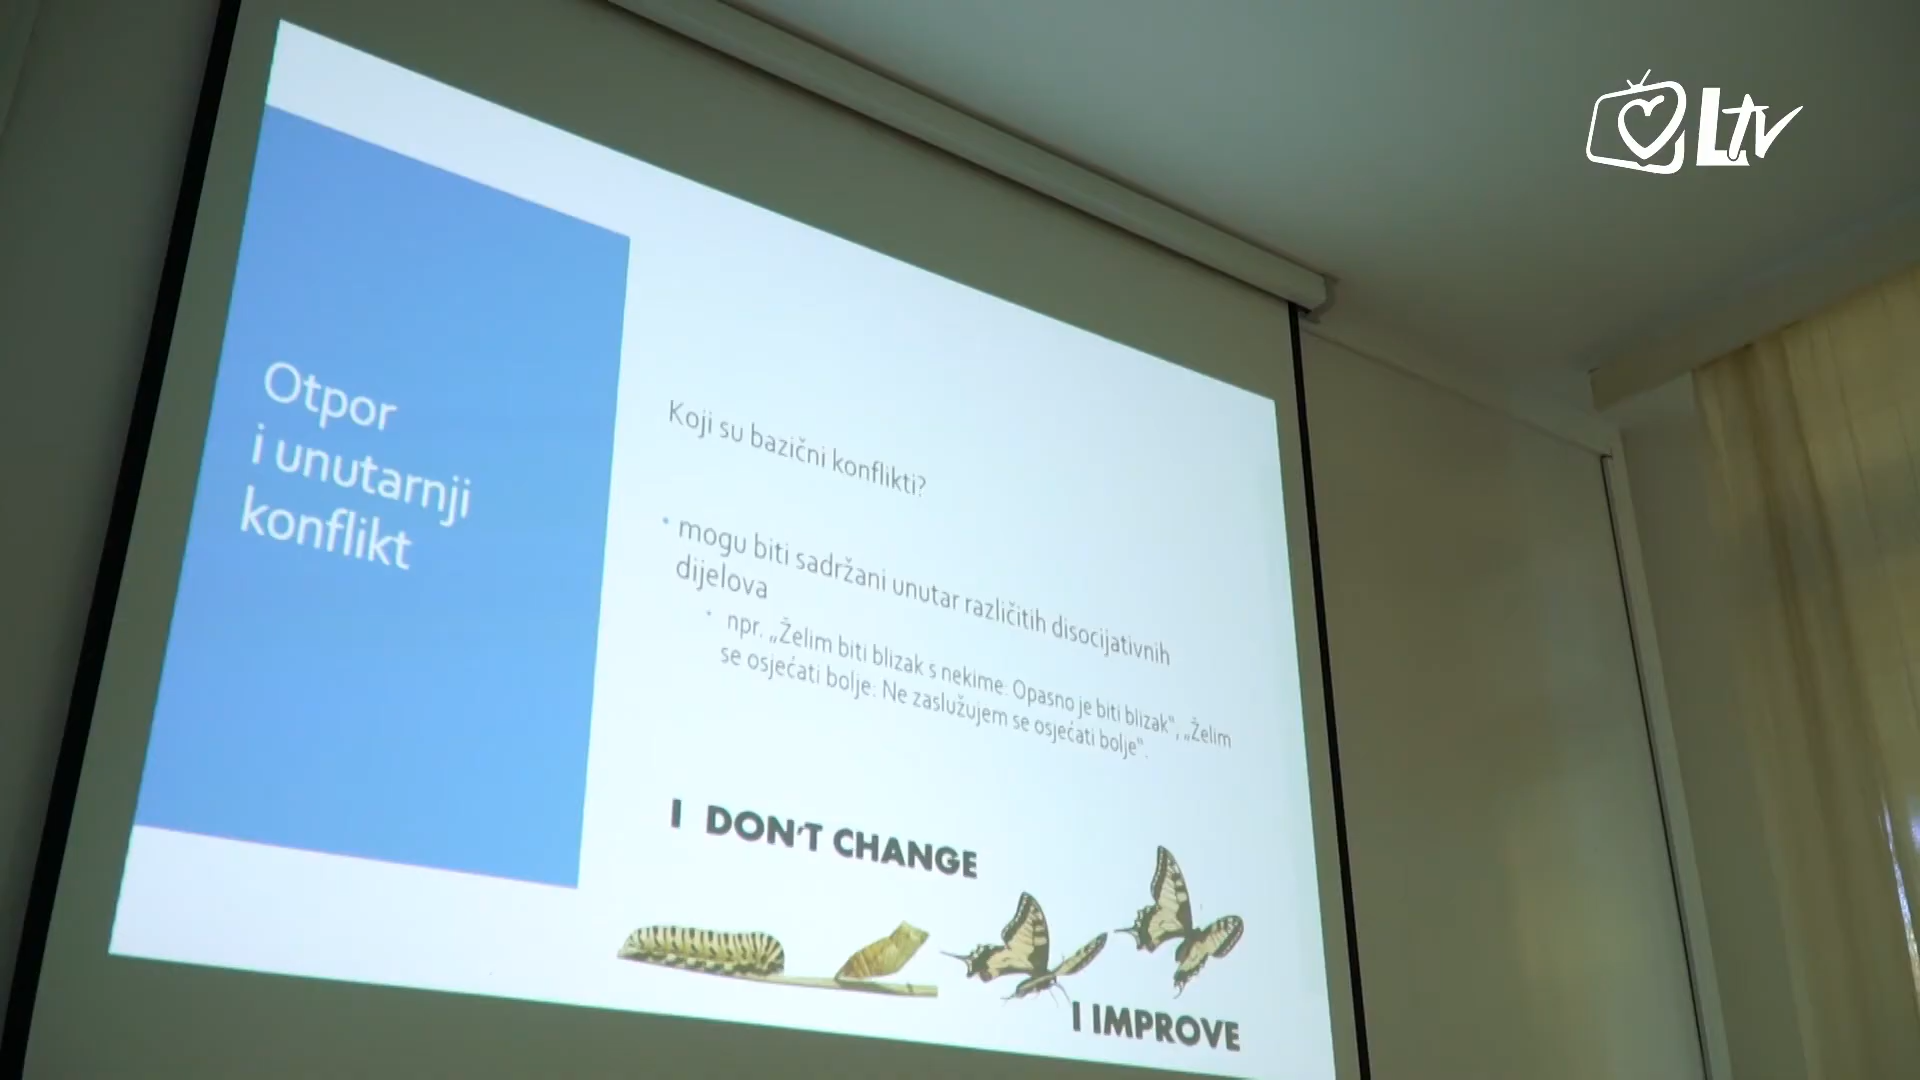 LTV
Otpor
i unutarnji
konflikt
Koji su bazični konflikti?
• mogu biti sadržani unutar različitih disocijativnih
dijelova
• npr. „Želim biti blizak s nekime: Opasno je biti blizak", „Želim
se osjećati bolje: Ne zaslužujem se osjećati bolje".
I DON'T CHANGE
I IMPROVE